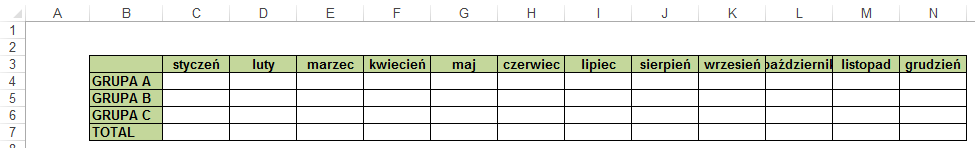 A B C D E F G H I J K L M N
1
2
3 styczeń luty marzec kwiecień maj czerwiec lipiec sierpień wrzesień październik listopad grudzień
4 GRUPA A
5 GRUPA B
6 GRUPA C
7 TOTAL